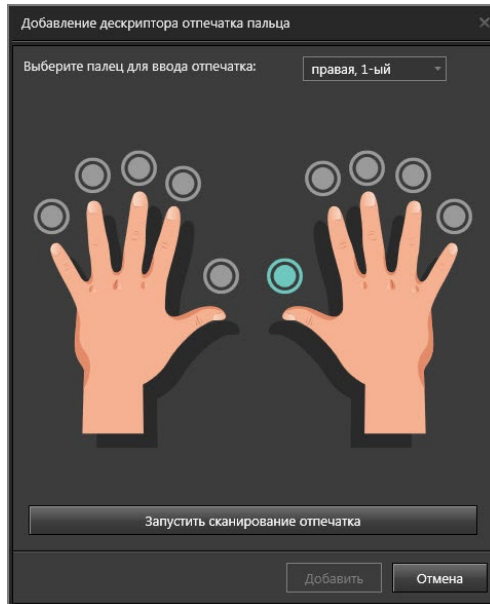 Добавление дескриптора отпечатка пальца
Выберите палец для ввода отпечатка:
правая, 1-ый
Запустить сканирование отпечатка
Добавить
Отмена